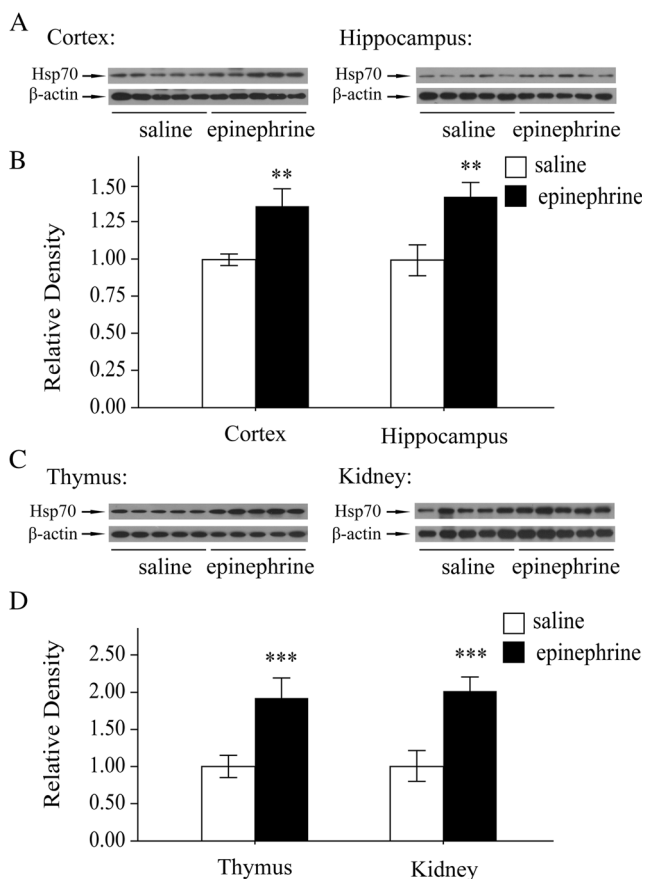 A
Cortex:
Hippocampus:
Hsp70
β-actin
saline epinephrine
Hsp70
β-actin
saline epinephrine
B
** **
saline
epinephrine
Relative Density
1.50
1.25
1.00
0.75
0.50
0.25
0.00
Cortex
Hippocampus
C
Thymus:
Kidney:
Hsp70
β-actin
saline epinephrine
Hsp70
β-actin
saline epinephrine
D
*** ***
saline
epinephrine
Relative Density
2.50
2.00
1.50
1.00
0.50
0.00
Thymus
Kidney